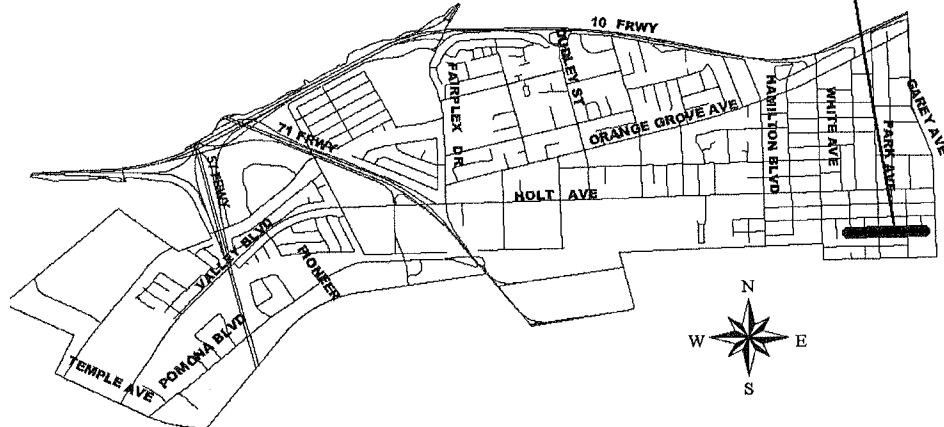 10 FRWY
DUDLEY ST
FAIRPLEX DR
HAMILTON BLVD
WHITE AVE
PARK AVE
GAREY AVE
ORANGE GROVE AVE
71 FRWY
57 FRWY
HOLT AVE
VALLEY BLVD
PIONEER
POMONA BLVD
TEMPLE AVE
N
W E
S